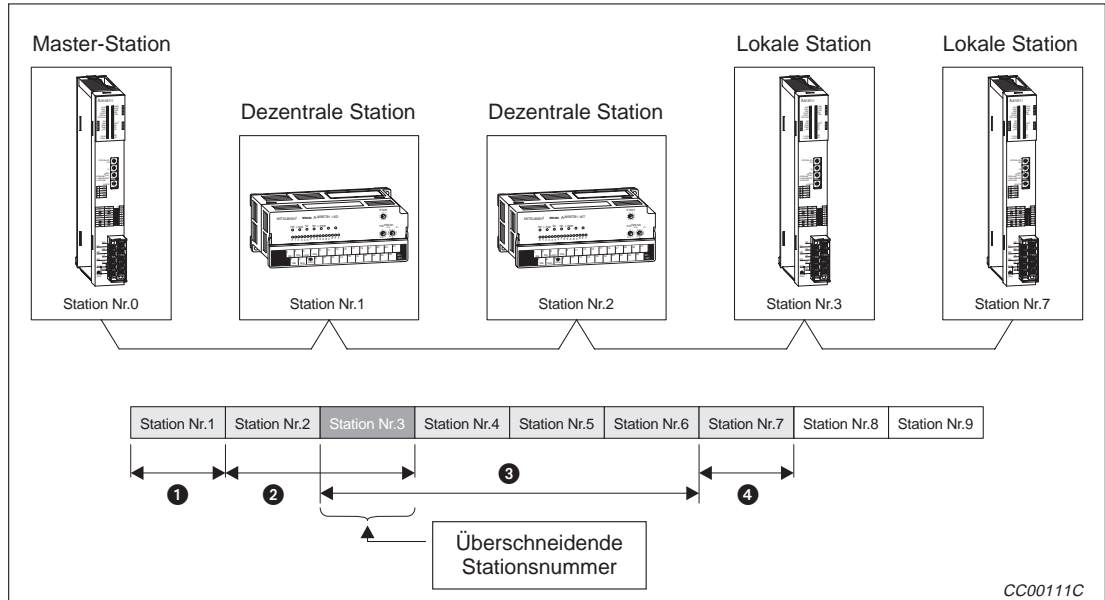 Master-Station
Lokale Station
Lokale Station
Dezentrale Station
Dezentrale Station
Station Nr.0
Station Nr.1
Station Nr.2
Station Nr.3
Station Nr.7
Station Nr.1 Station Nr.2 Station Nr.3 Station Nr.4 Station Nr.5 Station Nr.6 Station Nr.7 Station Nr.8 Station Nr.9
1 2 3 4
Überschneidende
Stationsnummer
CC00111C